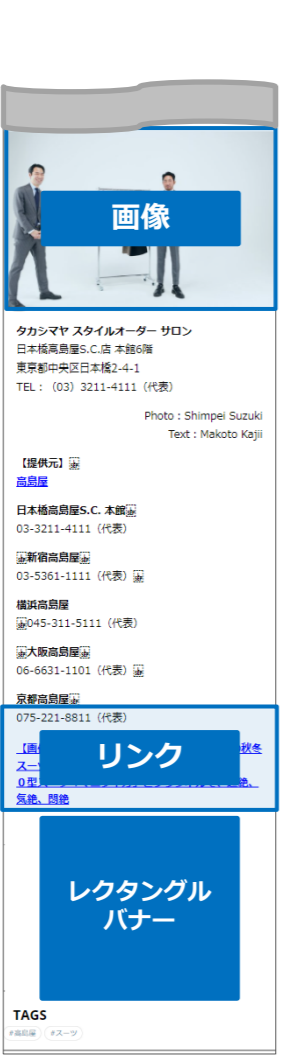 画像
タカシマヤ スタイルオーダー サロン
日本橋高島屋S.C.店 本館6階
東京都中央区日本橋2-4-1
TEL：（03）3211-4111（代表）
Photo : Shimpei Suzuki
Text : Makoto Kajii
【提供元】
高島屋
日本橋高島屋S.C. 本館
03-3211-4111（代表）
新宿高島屋
03-5361-1111（代表）
横浜高島屋
045-311-5111（代表）
大阪高島屋
06-6631-1101（代表）
京都高島屋
075-221-8811（代表）
リンク
【画
秋冬
スー
０型
気絶、悶絶
レクタングル
バナー
TAGS
#高島屋 #スーツ